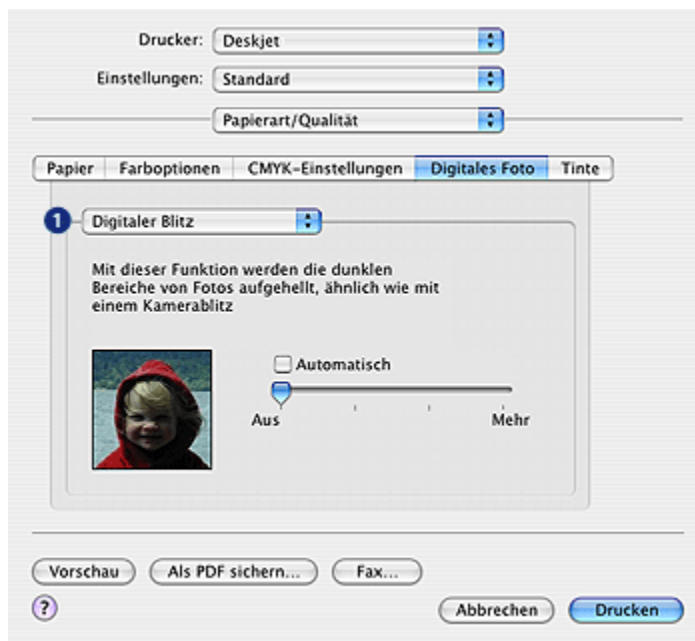 Drucker: Deskjet
Einstellungen: Standard
Papierart/Qualität
Papier Farboptionen CMYK-Einstellungen Digitales Foto Tinte
1 Digitaler Blitz
Mit dieser Funktion werden die dunklen
Bereiche von Fotos aufgehellt, ähnlich wie mit
einem Kamerablitz
Automatisch
Aus Mehr
Vorschau Als PDF sichern... Fax...
? Abbrechen Drucken